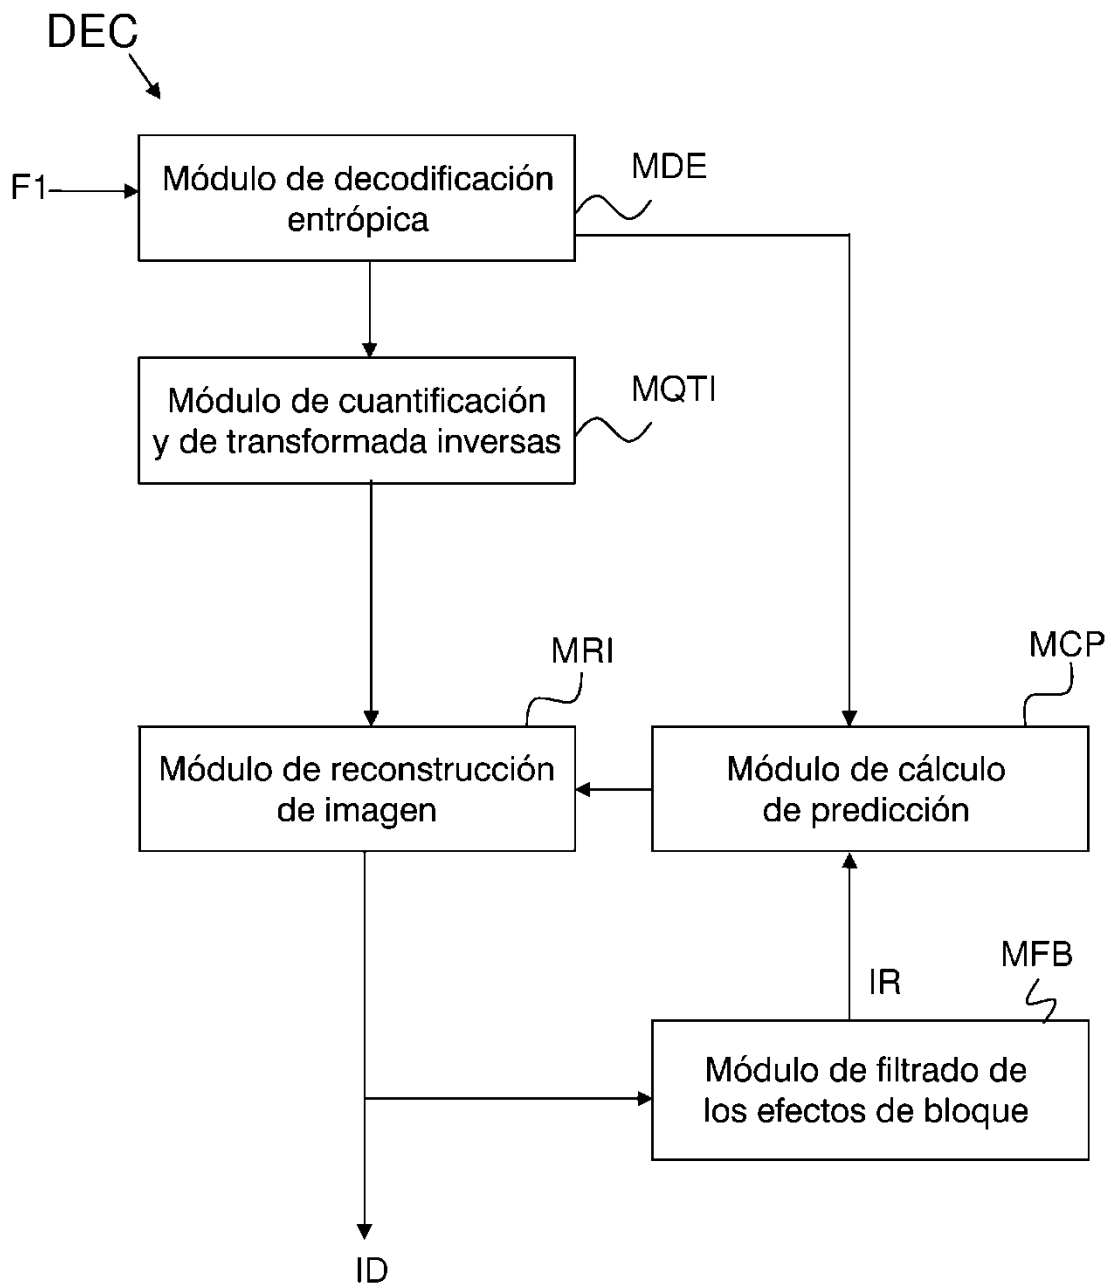 DEC
F1
Módulo de decodificación
entrópica
MDE
Módulo de cuantificación
y de transformada inversas
MQTI
MRI
MCP
Módulo de reconstrucción
de imagen
Módulo de cálculo
de predicción
IR
MFB
Módulo de filtrado de
los efectos de bloque
ID